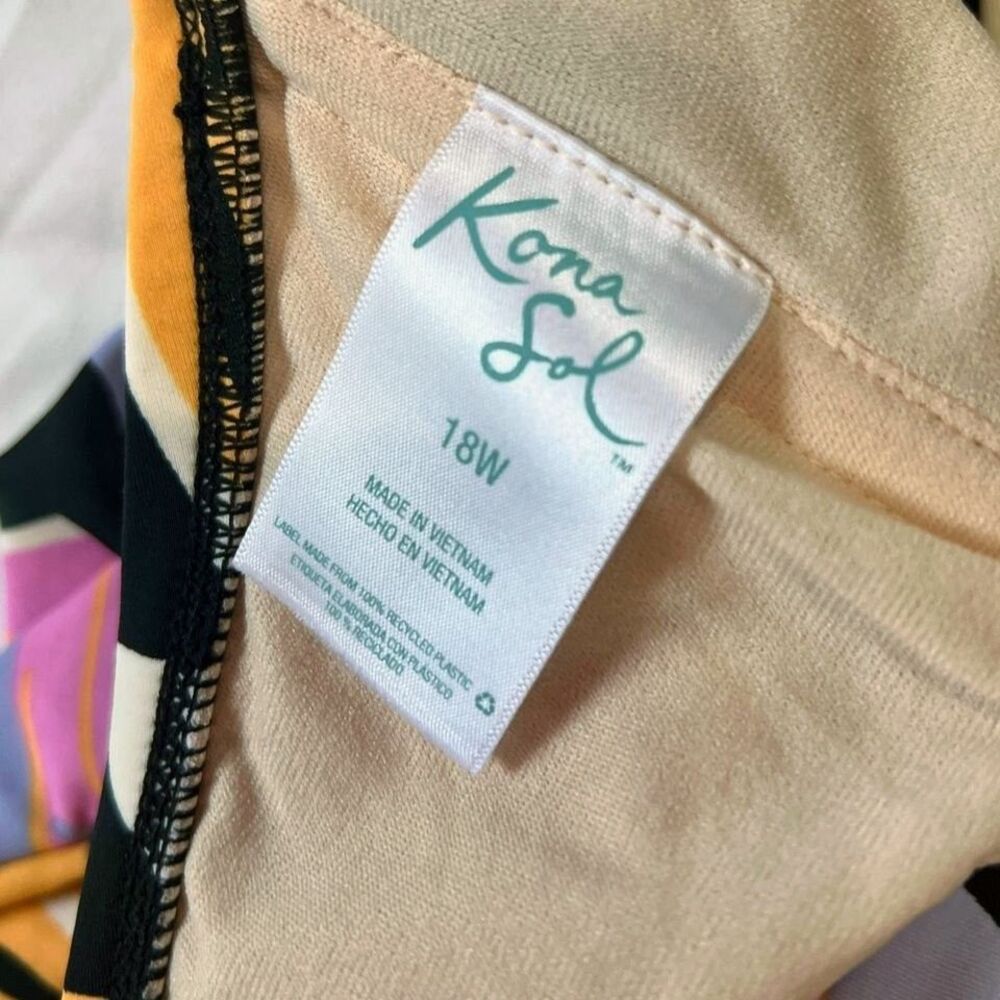 Kona
Sol
TM
18W
MADE IN VIETNAM
HECHO EN VIETNAM
LABEL MADE FROM 100% RECYCLED PLASTIC
ETIQUETA ELABORADA CON PLÁSTICO
100 % RECICLADO